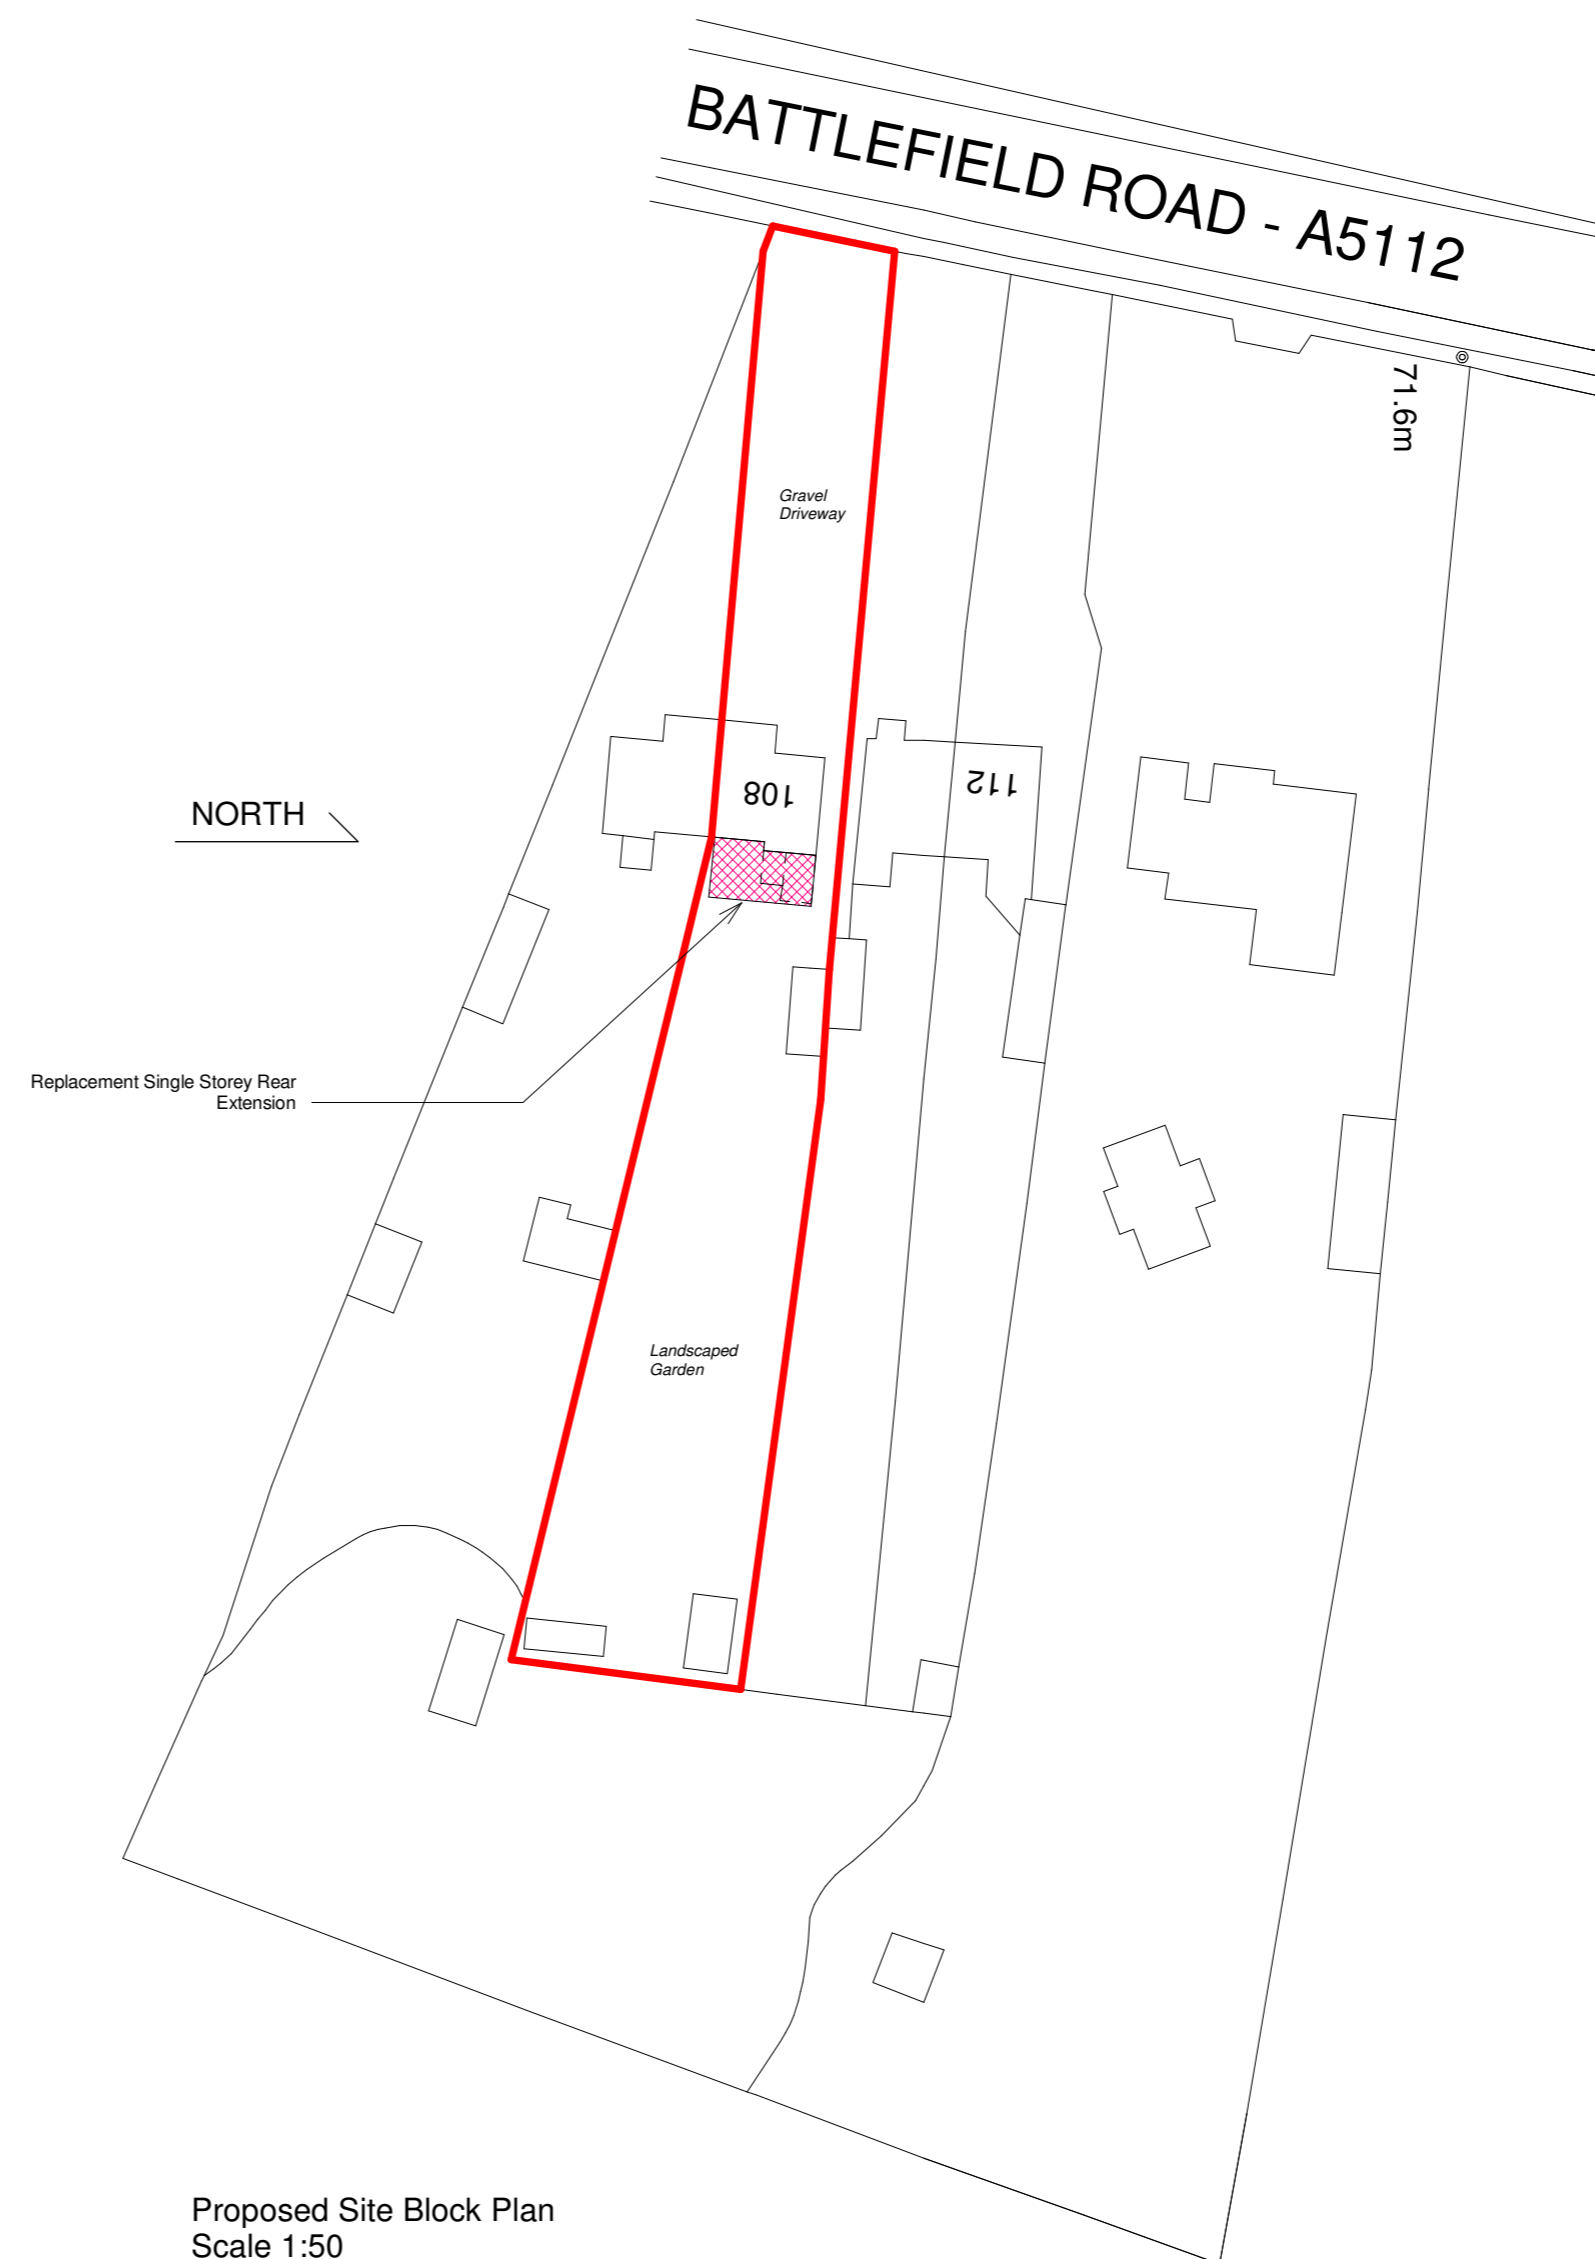 BATTLEFIELD ROAD - A5112
71.6m
Gravel
Driveway
108
112
NORTH
Replacement Single Storey Rear
Extension
Landscaped
Garden
Proposed Site Block Plan
Scale 1:50